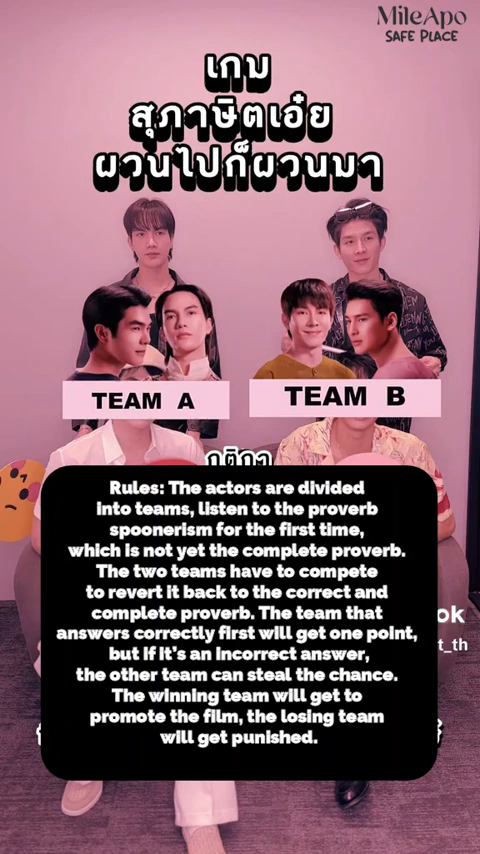 MileApo
SAFE PLACE
เกม
สุภาษิตเอ๋ย
ผวนไปก็ผวนมา
TEAM A
TEAM B
กติกา
Rules: The actors are divided
into teams, listen to the proverb
spoonerism for the first time,
which is not yet the complete proverb.
The two teams have to compete
to revert it back to the correct and
complete proverb. The team that
answers correctly first will get one point,
but if it's an incorrect answer,
the other team can steal the chance.
The winning team will get to
promote the film, the losing team
will get punished.
ok
t_th